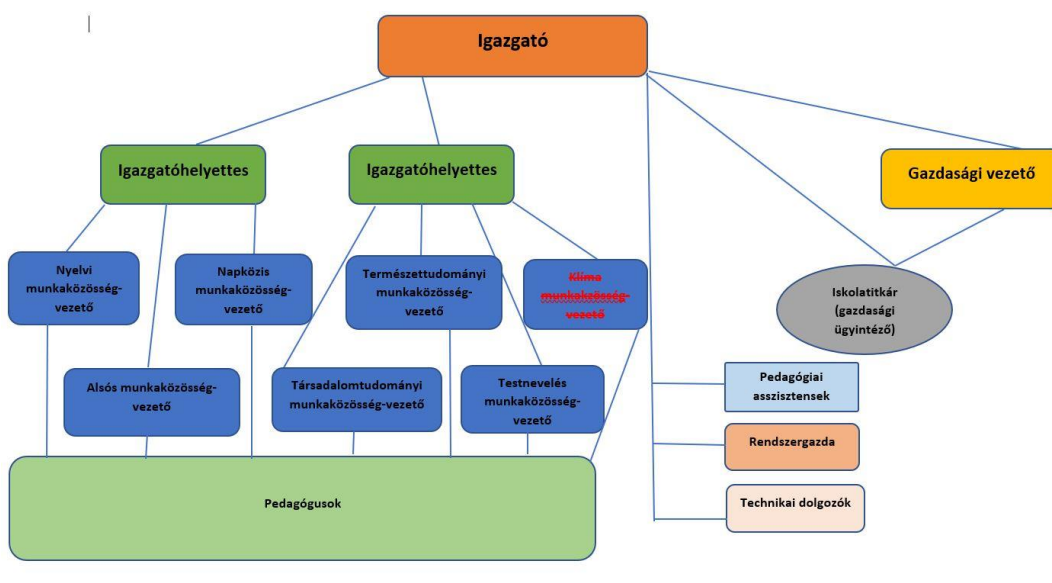 Igazgató
Igazgatóhelyettes
Igazgatóhelyettes
Gazdasági vezető
Nyelvi
munkaközösség-
vezető
Napközis
munkaközösség-
vezető
Természettudományi
munkaközösség-
vezető
Klíma
munkakzösség-
vezető
Iskolatitkár
(gazdasági
ügyintéző)
Alsós munkaközösség-
vezető
Társadalomtudományi
munkaközösség-vezető
Testnevelés
munkaközösség-
vezető
Pedagógiai
asszisztensek
Rendszergazda
Technikai dolgozók
Pedagógusok